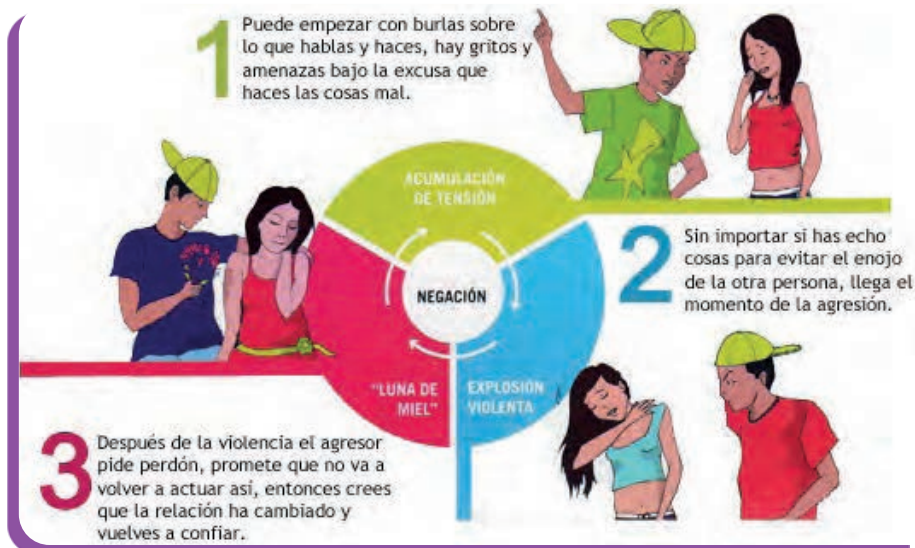 1
Puede empezar con burlas sobre
lo que hablas y haces, hay gritos y
amenazas bajo la excusa que
haces las cosas mal.
ACUMULACIÓN
DE TENSIÓN
NEGACIÓN
2
Sin importar si has echo
cosas para evitar el enojo
de la otra persona, llega el
momento de la agresión.
"LUNA DE
MIEL"
EXPLOSIÓN
VIOLENTA
3
Después de la violencia el agresor
pide perdón, promete que no va a
volver a actuar así, entonces crees
que la relación ha cambiado y
vuelves a confiar.